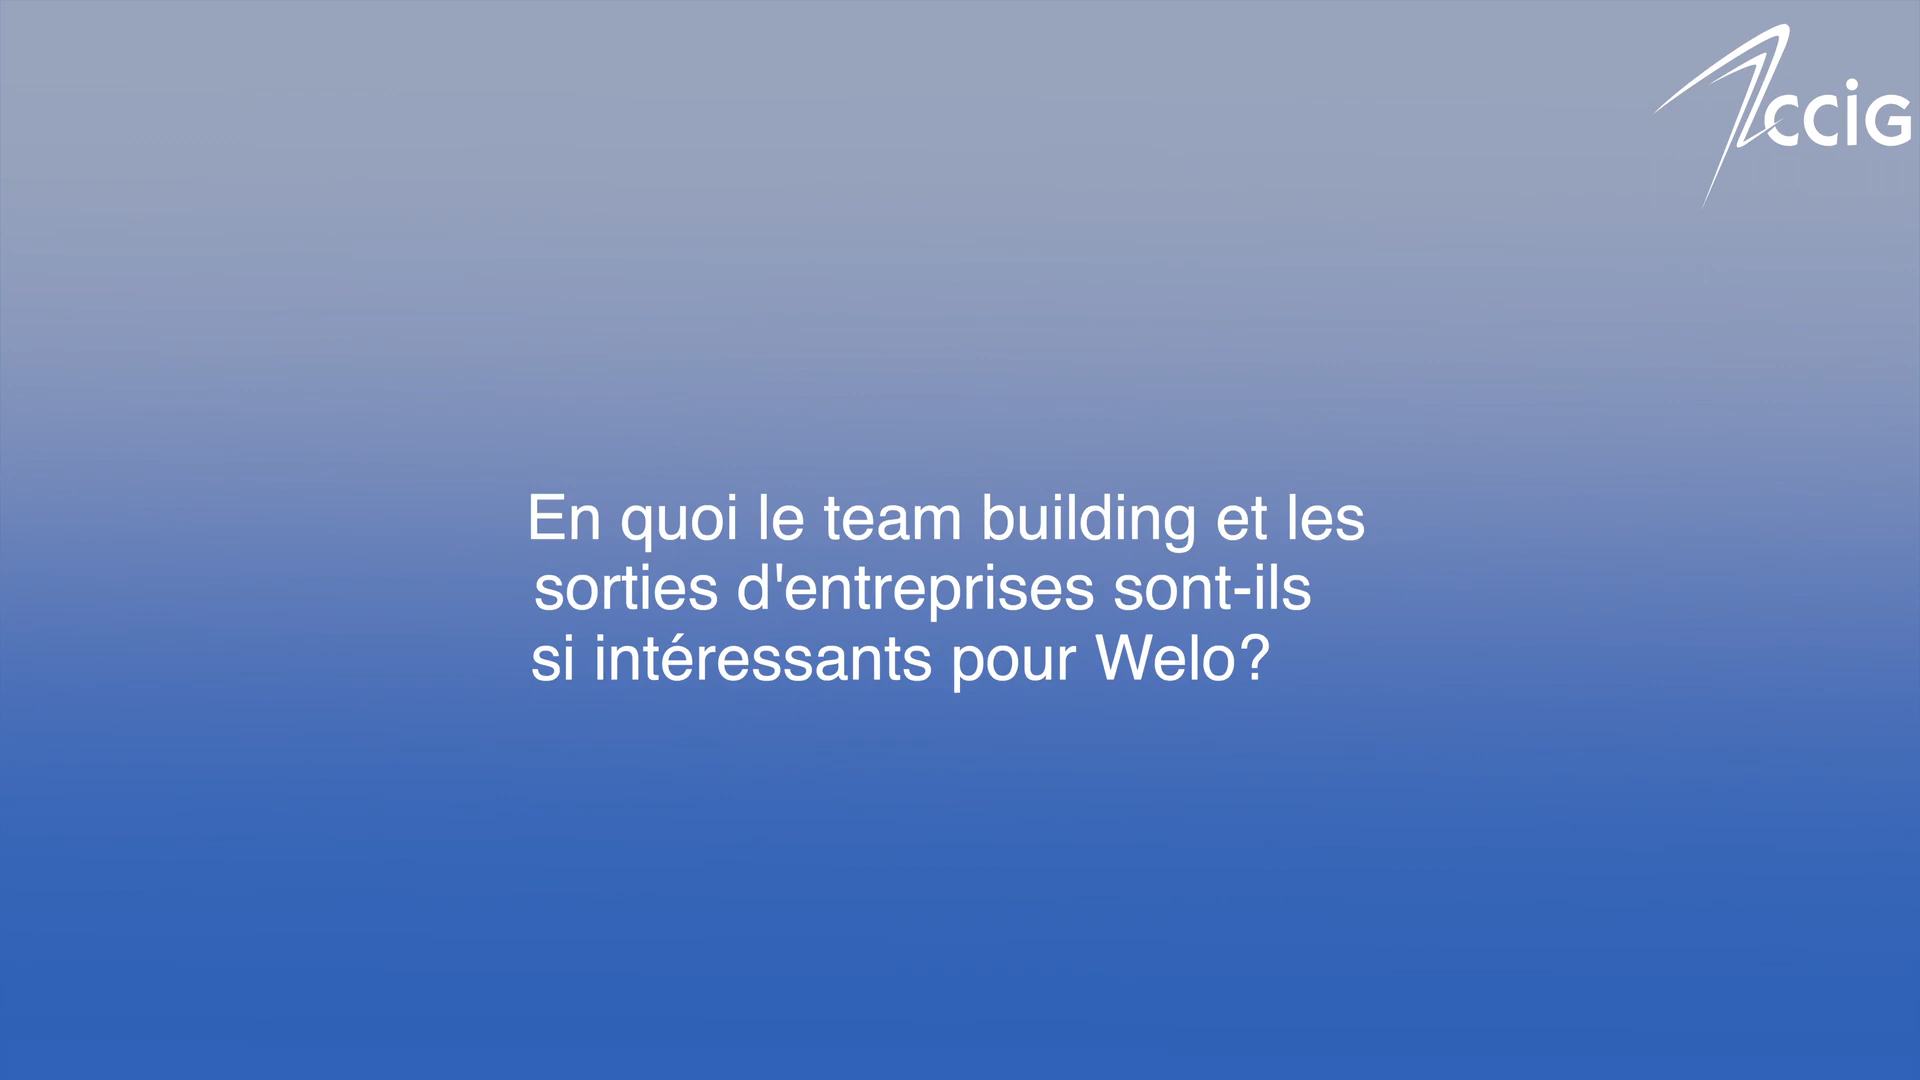 ccig
En quoi le team building et les
sorties d'entreprises sont-ils
si intéressants pour Welo?